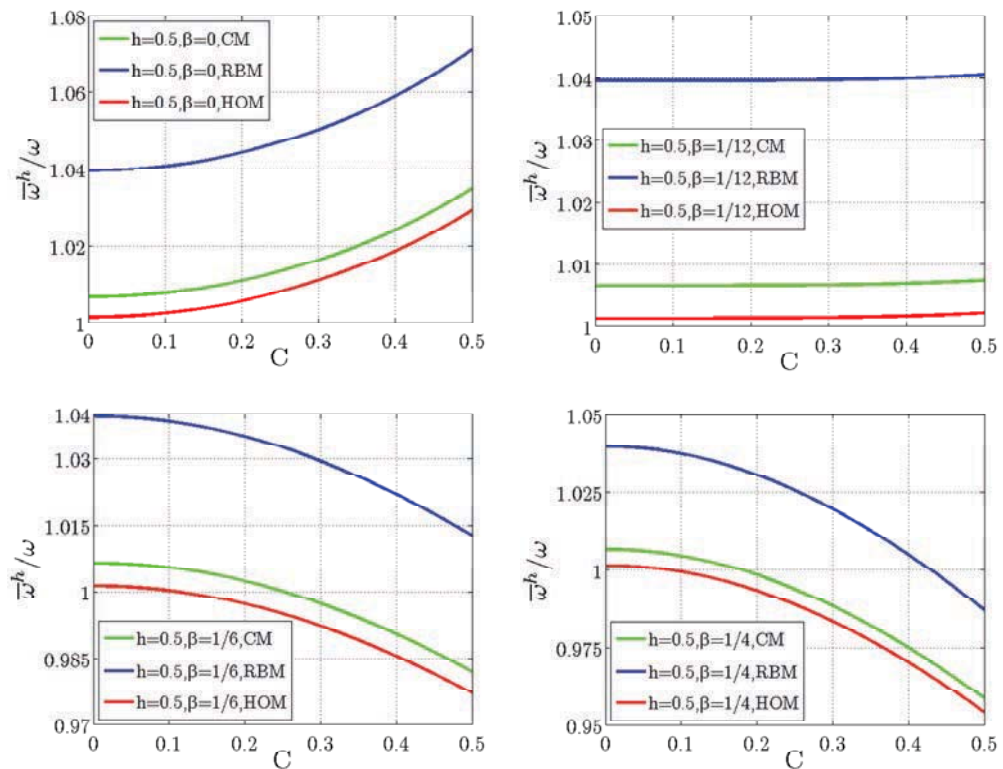 1.08
1.06
1.04
1.02
1
ω̅ʰ/ω
h=0.5,β=0,CM
h=0.5,β=0,RBM
h=0.5,β=0,HOM
0 0.1 0.2 0.3 0.4 0.5
C
1.05
1.04
1.03
1.02
1.01
1
ω̅ʰ/ω
h=0.5,β=1/12,CM
h=0.5,β=1/12,RBM
h=0.5,β=1/12,HOM
0 0.1 0.2 0.3 0.4 0.5
C
1.04
1.03
1.015
1
0.985
0.97
ω̅ʰ/ω
h=0.5,β=1/6,CM
h=0.5,β=1/6,RBM
h=0.5,β=1/6,HOM
0 0.1 0.2 0.3 0.4 0.5
C
1.05
1.025
1
0.975
0.95
ω̅ʰ/ω
h=0.5,β=1/4,CM
h=0.5,β=1/4,RBM
h=0.5,β=1/4,HOM
0 0.1 0.2 0.3 0.4 0.5
C